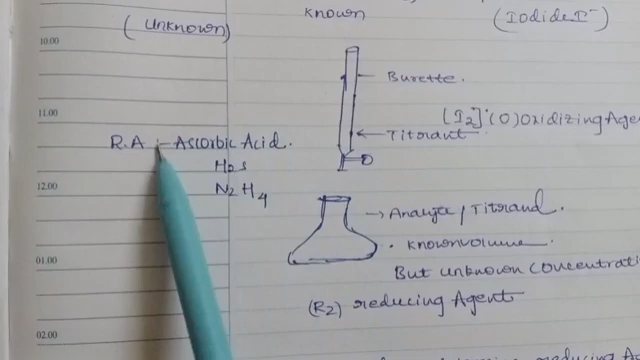 (Unknown)
known
(Iodide I⁻)
10.00
Burette.
11.00
[I2]·(O) Oxidizing Age
Titrant
R.A :- Ascorbic Acid.
H2S
12.00
N2H4
→ Analyte / Titrand.
• known volume
01.00
But unknown concentrati
(R2) reducing Agent
02.00